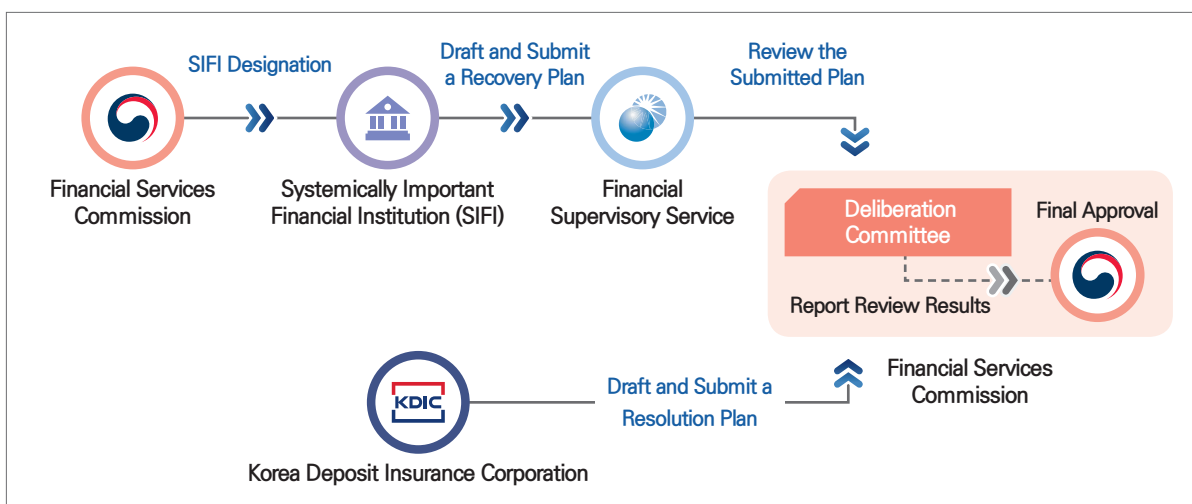 SIFI Designation
Draft and Submit
a Recovery Plan
Review the
Submitted Plan
Financial Services
Commission
Systemically Important
Financial Institution (SIFI)
Financial
Supervisory Service
Deliberation
Committee
Final Approval
Report Review Results
Financial Services
Commission
KDIC
Draft and Submit a
Resolution Plan
Korea Deposit Insurance Corporation